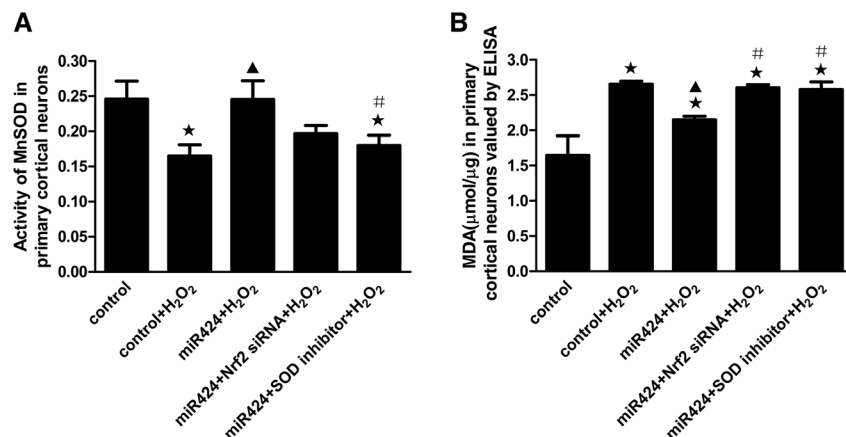 A
Activity of MnSOD in
primary cortical neurons
0.30
0.25
0.20
0.15
0.10
0.05
0.00
★
▲
#
★
control
control+H₂O₂
miR424+H₂O₂
miR424+Nrf2 siRNA+H₂O₂
miR424+SOD inhibitor+H₂O₂
B
MDA(μmol/μg) in primary
cortical neurons valued by ELISA
3.0
2.5
2.0
1.5
1.0
0.5
0.0
★
▲
★
#
★
#
★
control
control+H₂O₂
miR424+H₂O₂
miR424+Nrf2 siRNA+H₂O₂
miR424+SOD inhibitor+H₂O₂